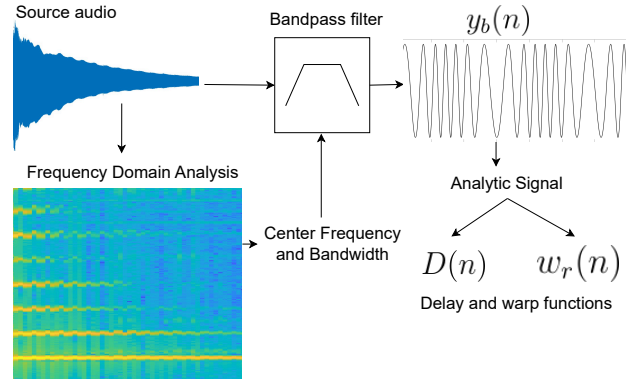 Source audio
Bandpass filter
y_b(n)
Frequency Domain Analysis
Analytic Signal
Center Frequency
and Bandwidth
D(n)
w_r(n)
Delay and warp functions